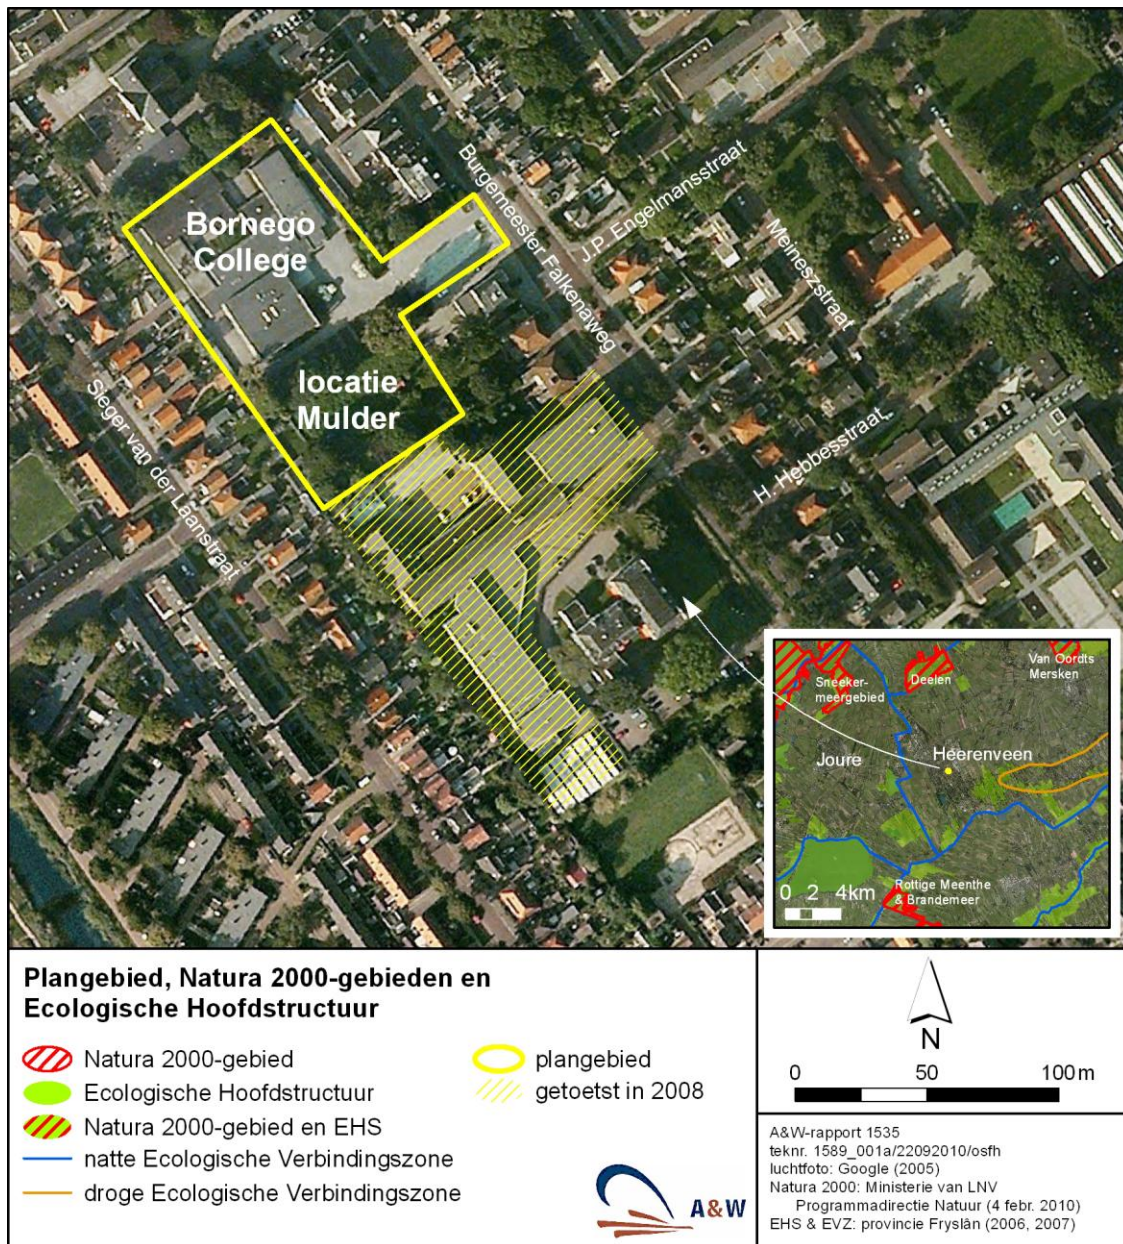 Bornego
College
Burgemeester Falkenaweg
J.P. Engelmansstraat
Meineszstraat
locatie
Mulder
Sieger van der Laanstraat
H. Hebbesstraat
Sneeker-
meergebied
Deelen
Van Oordts
Mersken
Joure
Heerenveen
0 2 4km
Rottige Meenthe
& Brandemeer
Plangebied, Natura 2000-gebieden en
Ecologische Hoofdstructuur
Natura 2000-gebied
Ecologische Hoofdstructuur
Natura 2000-gebied en EHS
natte Ecologische Verbindingszone
droge Ecologische Verbindingszone
plangebied
getoetst in 2008
A&W
N
0 50 100 m
A&W-rapport 1535
teknr. 1589_001a/22092010/osfh
luchtfoto: Google (2005)
Natura 2000: Ministerie van LNV
Programmadirectie Natuur (4 febr. 2010)
EHS & EVZ: provincie Fryslân (2006, 2007)